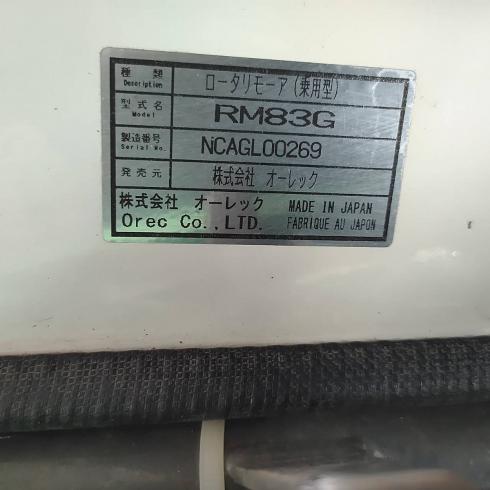 種類 ロータリモーア(乗用型)
Description
型式名 RM83G
Model
製造番号 NCAGL00269
Serial No.
発売元 株式会社 オーレック
株式会社 オーレック MADE IN JAPAN
Orec Co.,LTD. FABRIQUE AU JAPON